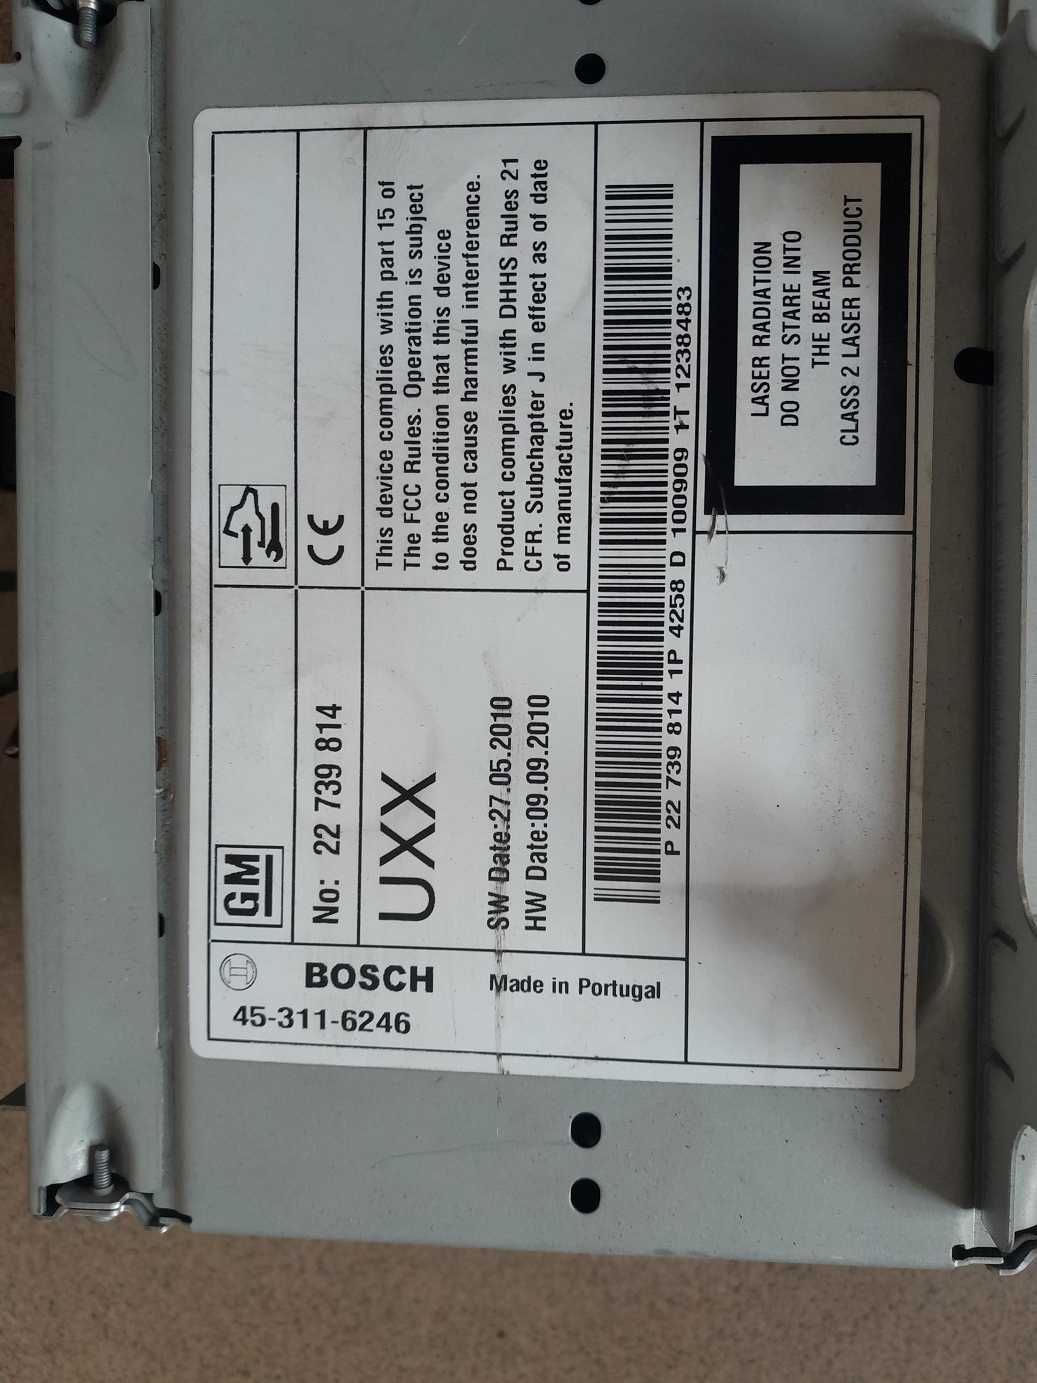 GM
No: 22 739 814
CE
UXX
SW Date:27.05.2010
HW Date:09.09.2010
This device complies with part 15 of
The FCC Rules. Operation is subject
to the condition that this device
does not cause harmful interference.
Product complies with DHHS Rules 21
CFR. Subchapter J in effect as of date
of manufacture.
BOSCH
45-311-6246
Made in Portugal
P 22 739 814 1P 4258 D 100909 1T 1238483
LASER RADIATION
DO NOT STARE INTO
THE BEAM
CLASS 2 LASER PRODUCT